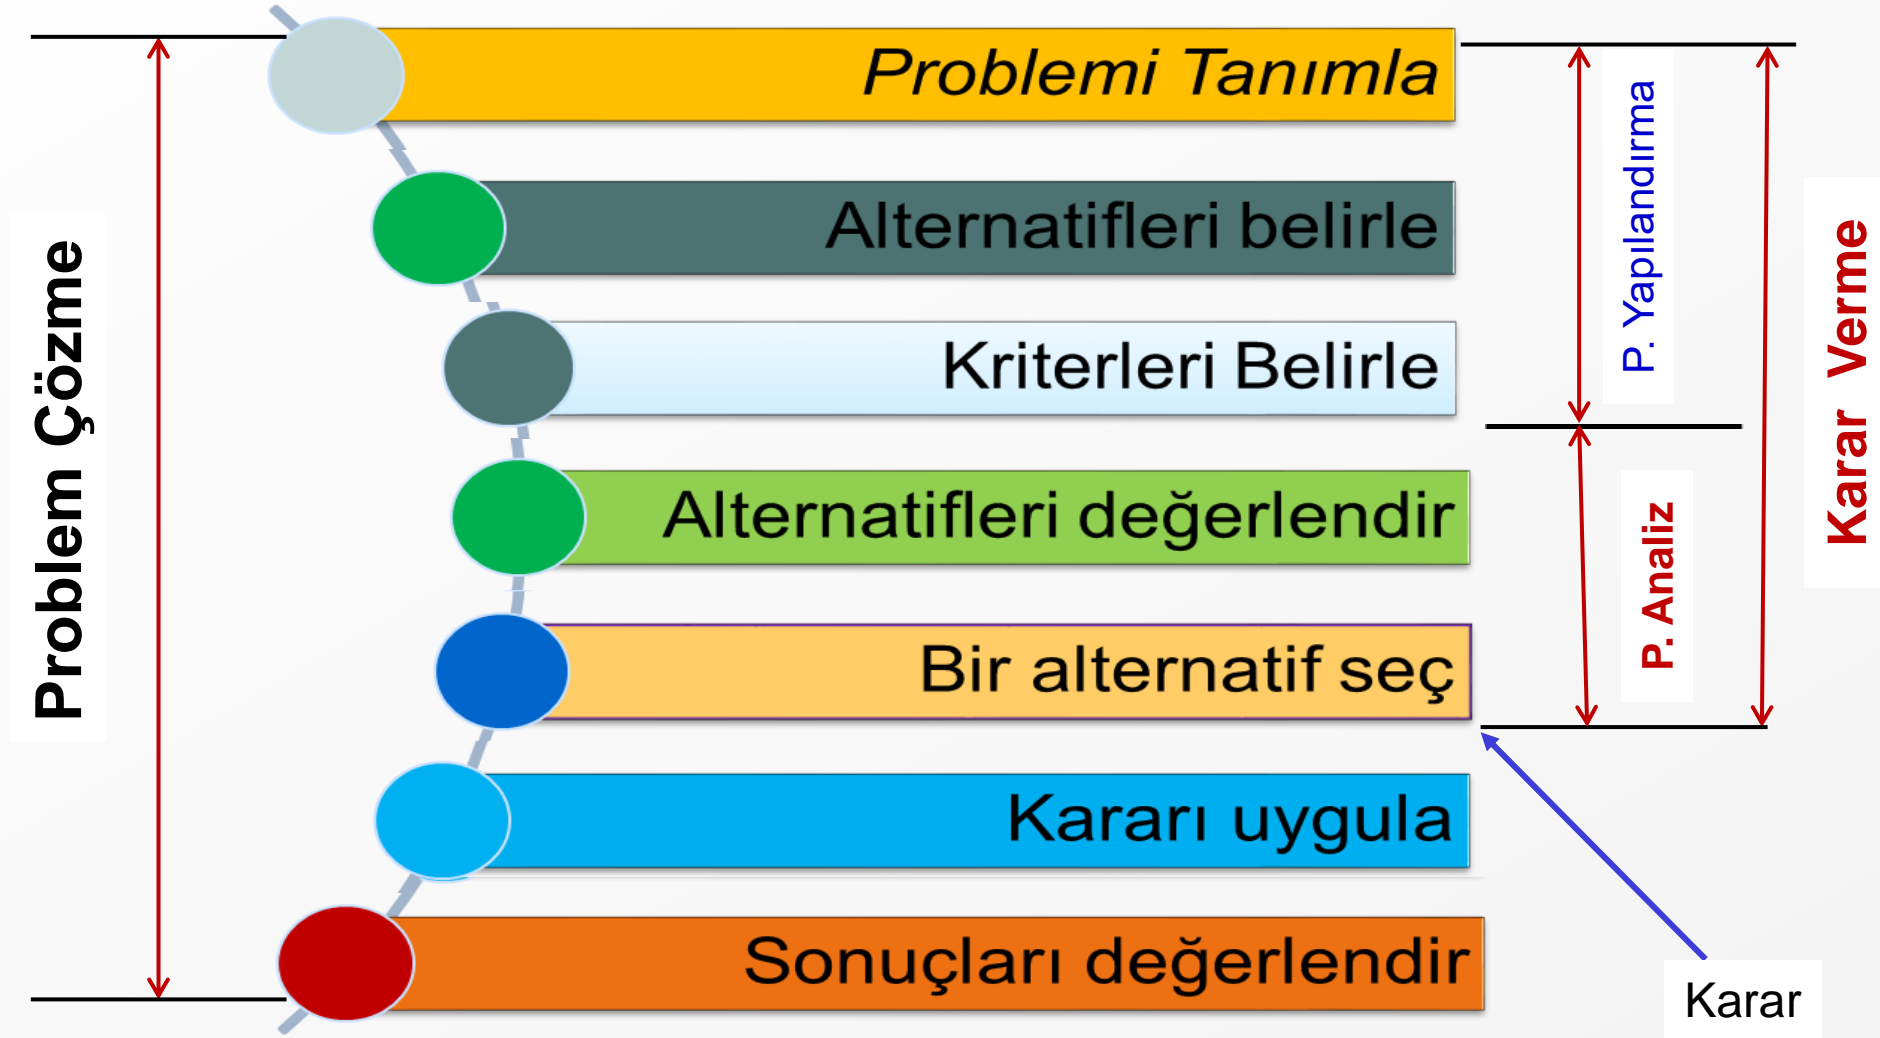 Problem Çözme
Problemi Tanımla
Alternatifleri belirle
Kriterleri Belirle
Alternatifleri değerlendir
Bir alternatif seç
Kararı uygula
Sonuçları değerlendir
P. Yapılandırma
P. Analiz
Karar Verme
Karar